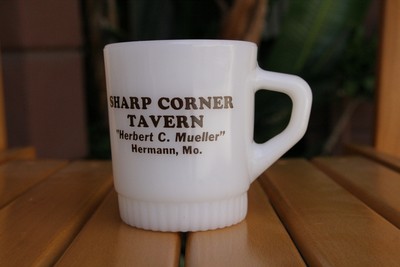 SHARP CORNER
TAVERN
"Herbert C. Mueller"
Hermann, Mo.